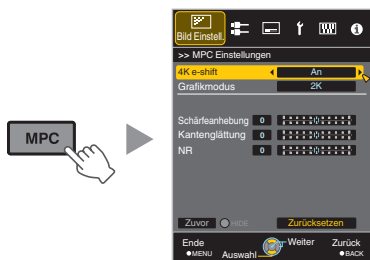 MPC
Bild Einstell.
>> MPC Einstellungen
4K e-shift An
Grafikmodus 2K
Schärfeanhebung 0
Kantenglättung 0
NR 0
Zuvor HIDE Zurücksetzen
Ende Weiter Zurück
MENU Auswahl BACK